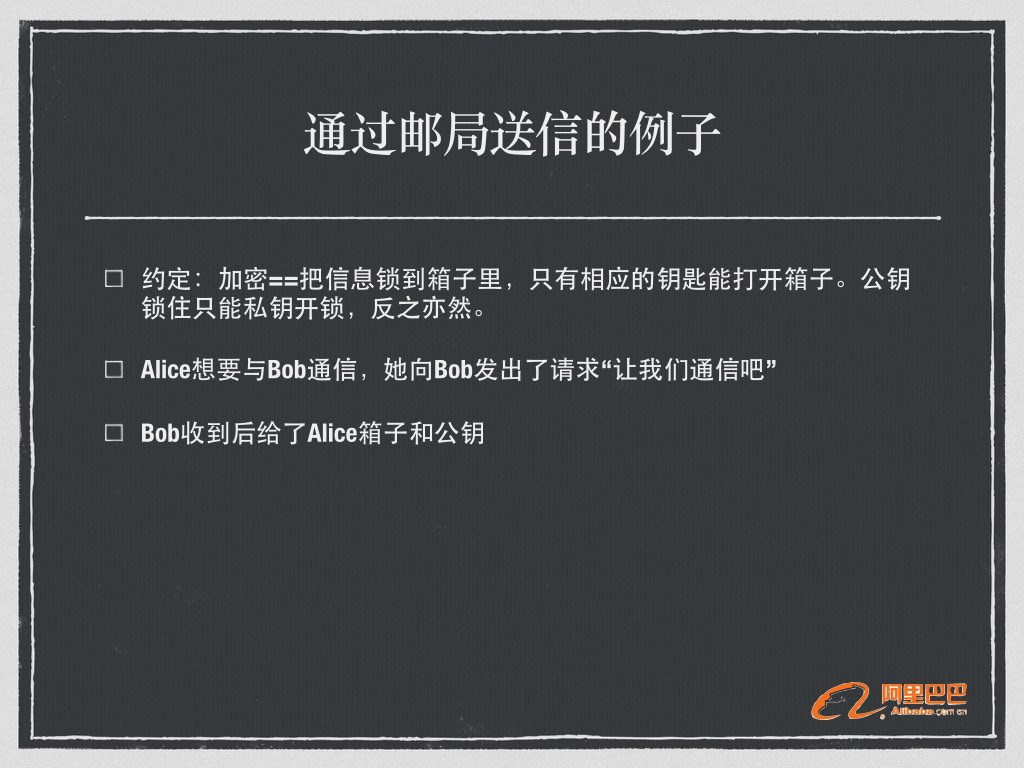 通过邮局送信的例子
约定：加密==把信息锁到箱子里，只有相应的钥匙能打开箱子。公钥
锁住只能私钥开锁，反之亦然。
Alice想要与Bob通信，她向Bob发出了请求“让我们通信吧”
Bob收到后给了Alice箱子和公钥
阿里巴巴
Alibaba.com.cn